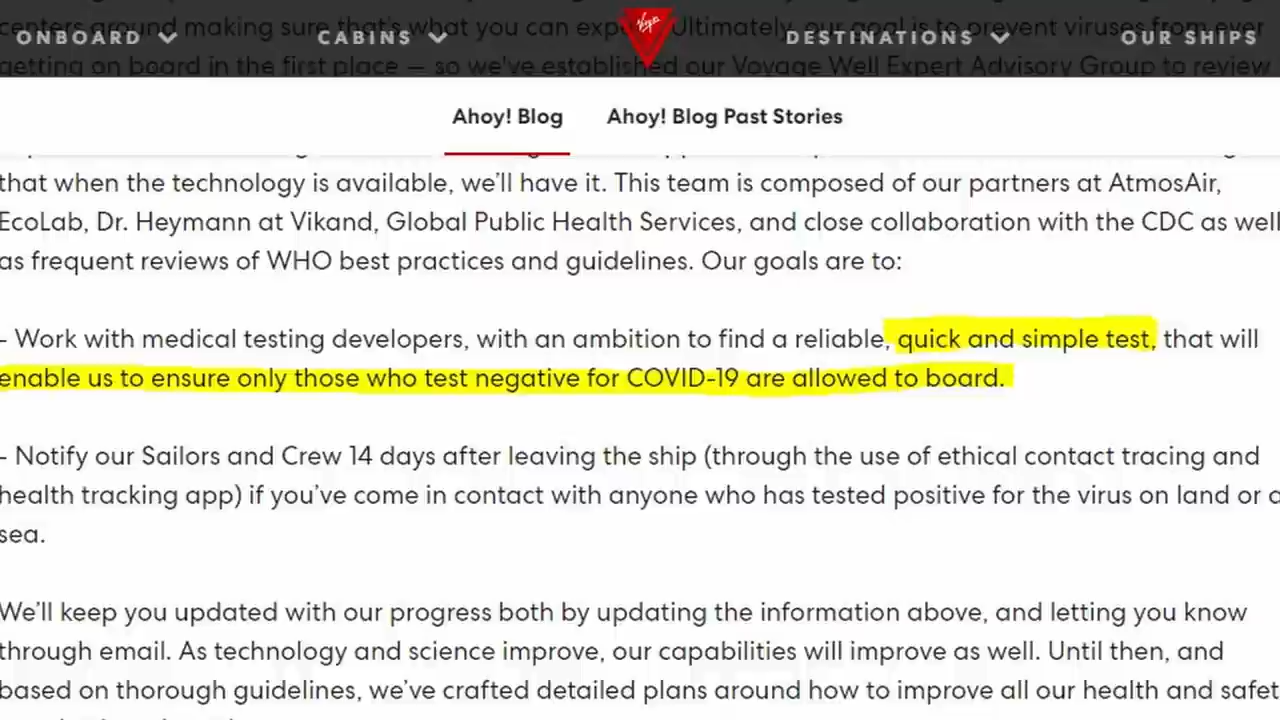 centers around making sure that's what you can expe Ultimately, our goal is to prevent viruses from ever
ONBOARD CABINS Virgin DESTINATIONS OUR SHIPS
getting on board in the first place — so we've established our Voyage Well Expert Advisory Group to review
Ahoy! Blog Ahoy! Blog Past Stories
that when the technology is available, we'll have it. This team is composed of our partners at AtmosAir,
EcoLab, Dr. Heymann at Vikand, Global Public Health Services, and close collaboration with the CDC as well
as frequent reviews of WHO best practices and guidelines. Our goals are to:
- Work with medical testing developers, with an ambition to find a reliable, quick and simple test, that will
enable us to ensure only those who test negative for COVID-19 are allowed to board.
- Notify our Sailors and Crew 14 days after leaving the ship (through the use of ethical contact tracing and
health tracking app) if you've come in contact with anyone who has tested positive for the virus on land or a
sea.
We'll keep you updated with our progress both by updating the information above, and letting you know
through email. As technology and science improve, our capabilities will improve as well. Until then, and
based on thorough guidelines, we've crafted detailed plans around how to improve all our health and safet